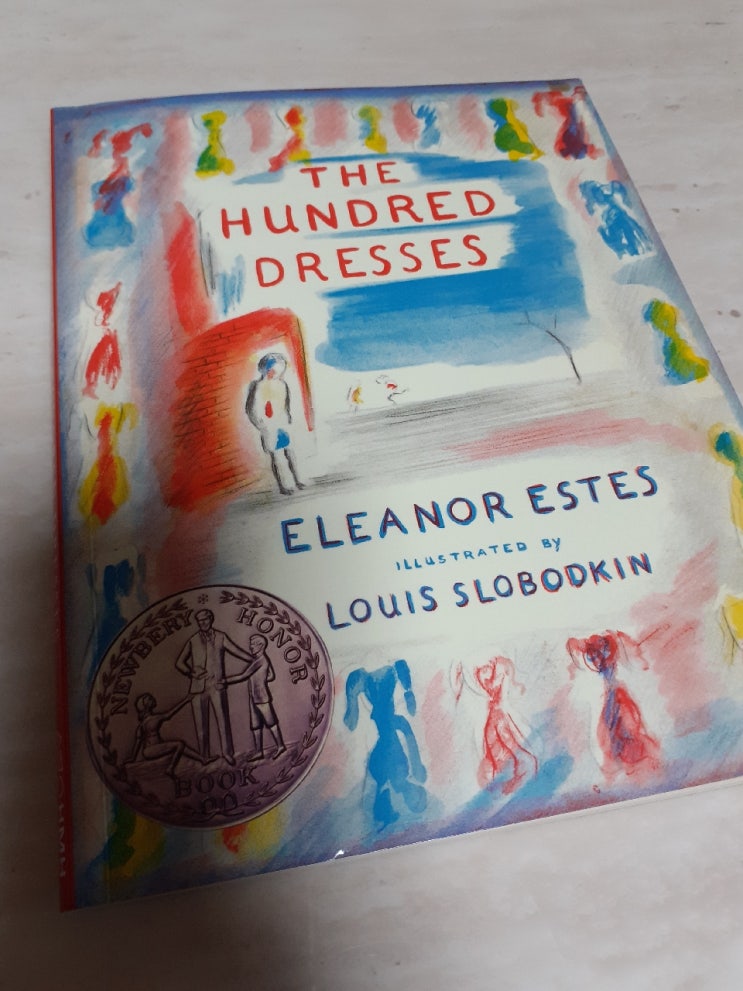 THE
HUNDRED
DRESSES
ELEANOR ESTES
ILLUSTRATED BY
LOUIS SLOBODKIN
NEWBERY * HONOR
BOOK